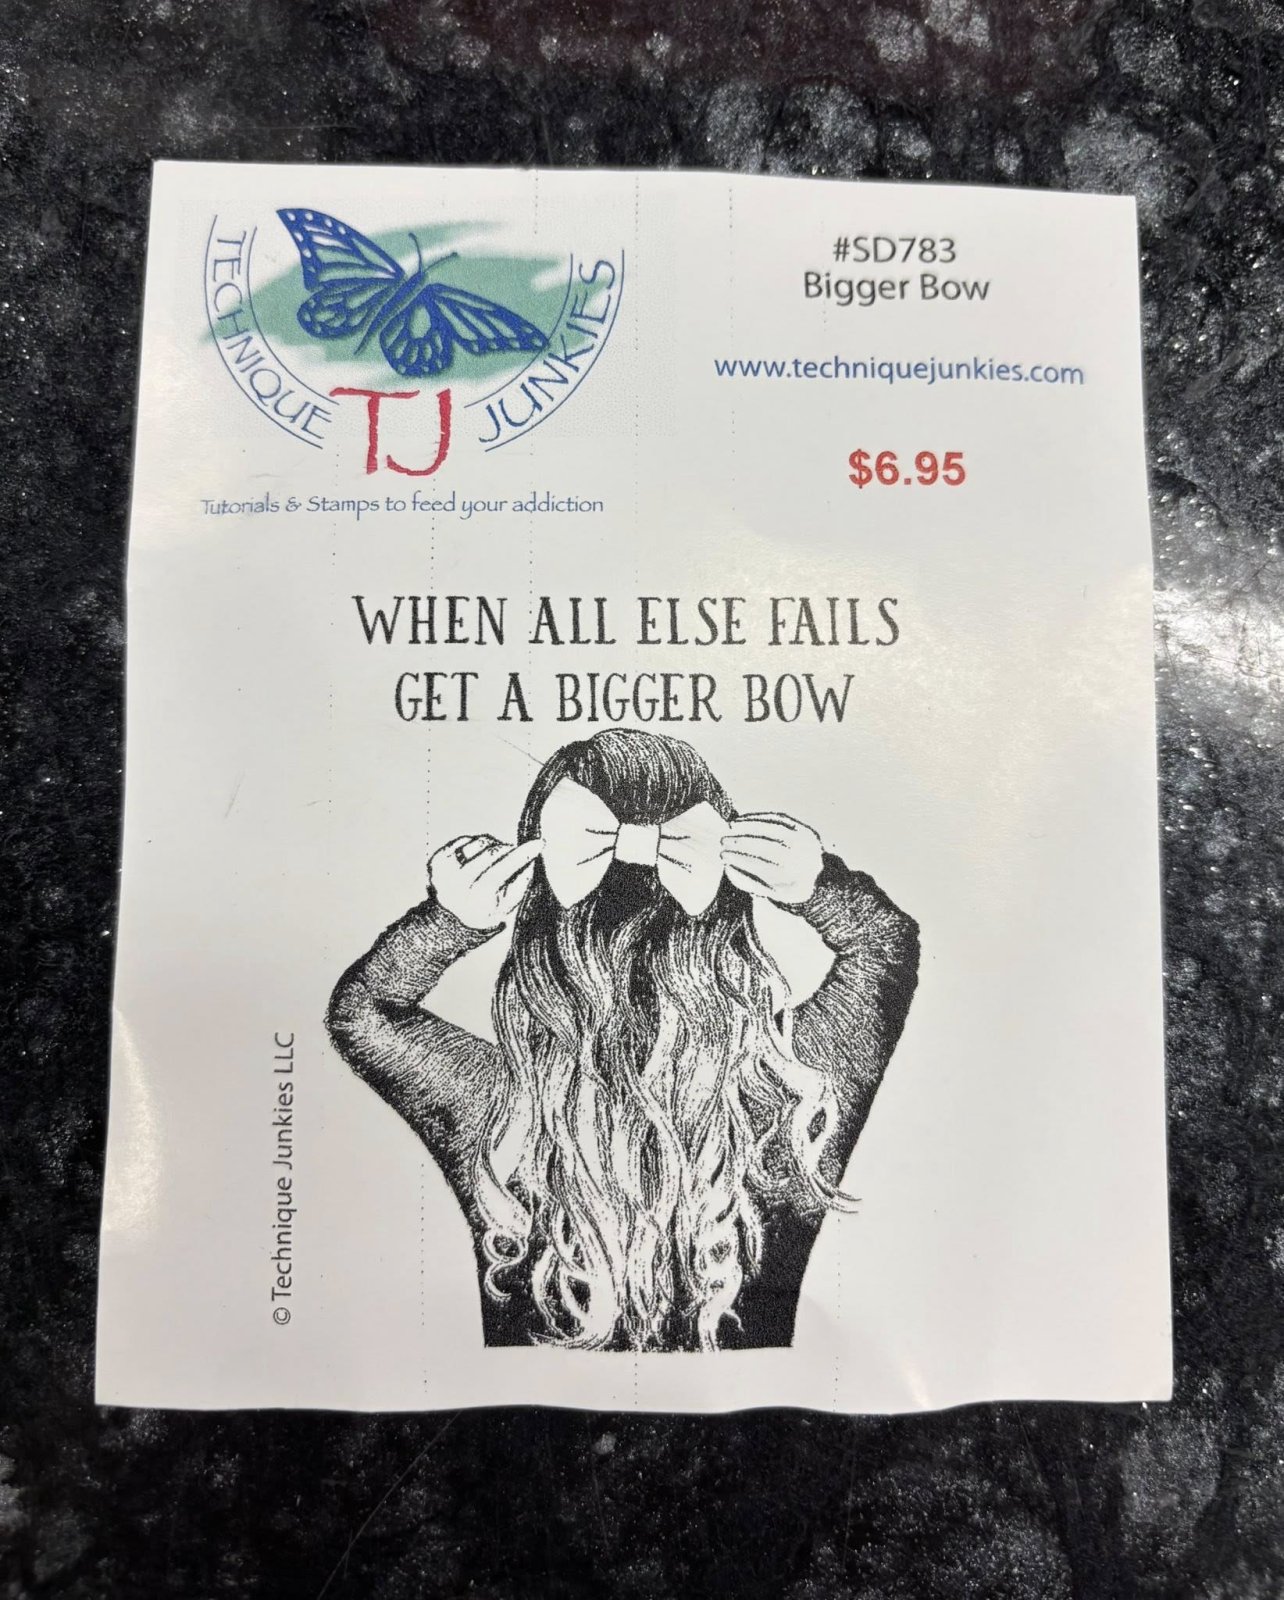 TECHNIQUE TJ JUNKIES
Tutorials & Stamps to feed your addiction
#SD783
Bigger Bow
www.techniquejunkies.com
$6.95
WHEN ALL ELSE FAILS
GET A BIGGER BOW
© Technique Junkies LLC